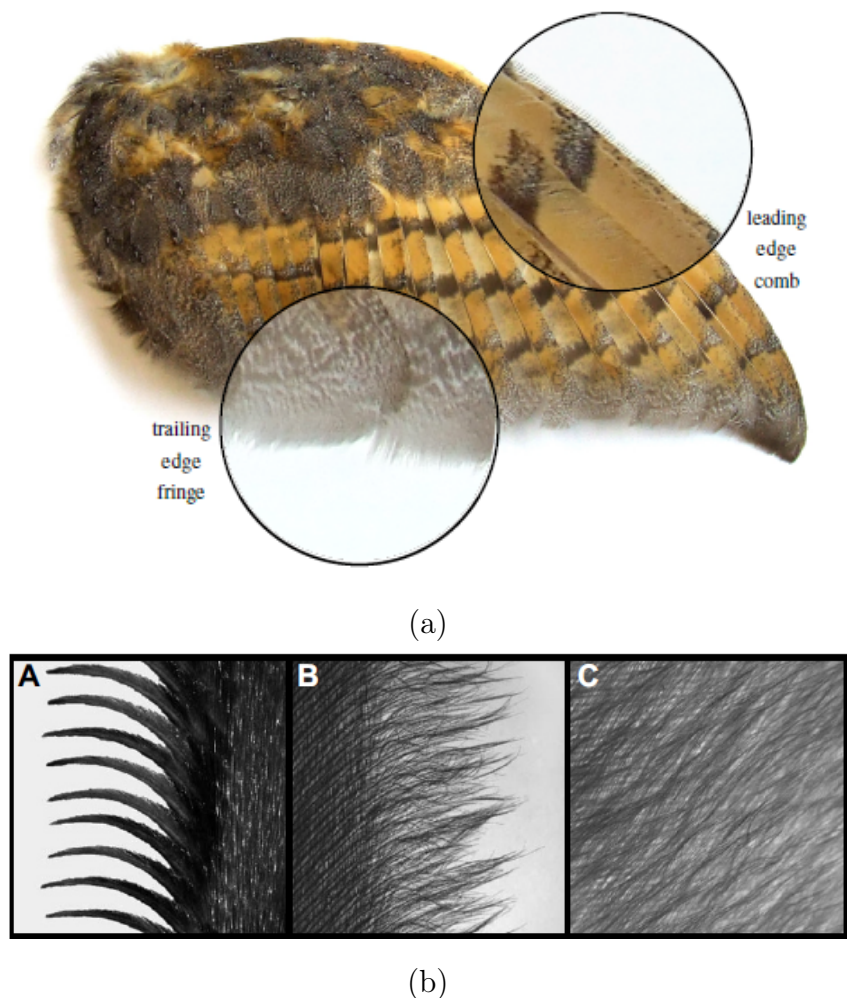 leading
edge
comb
trailing
edge
fringe
(a)
A B C
(b)